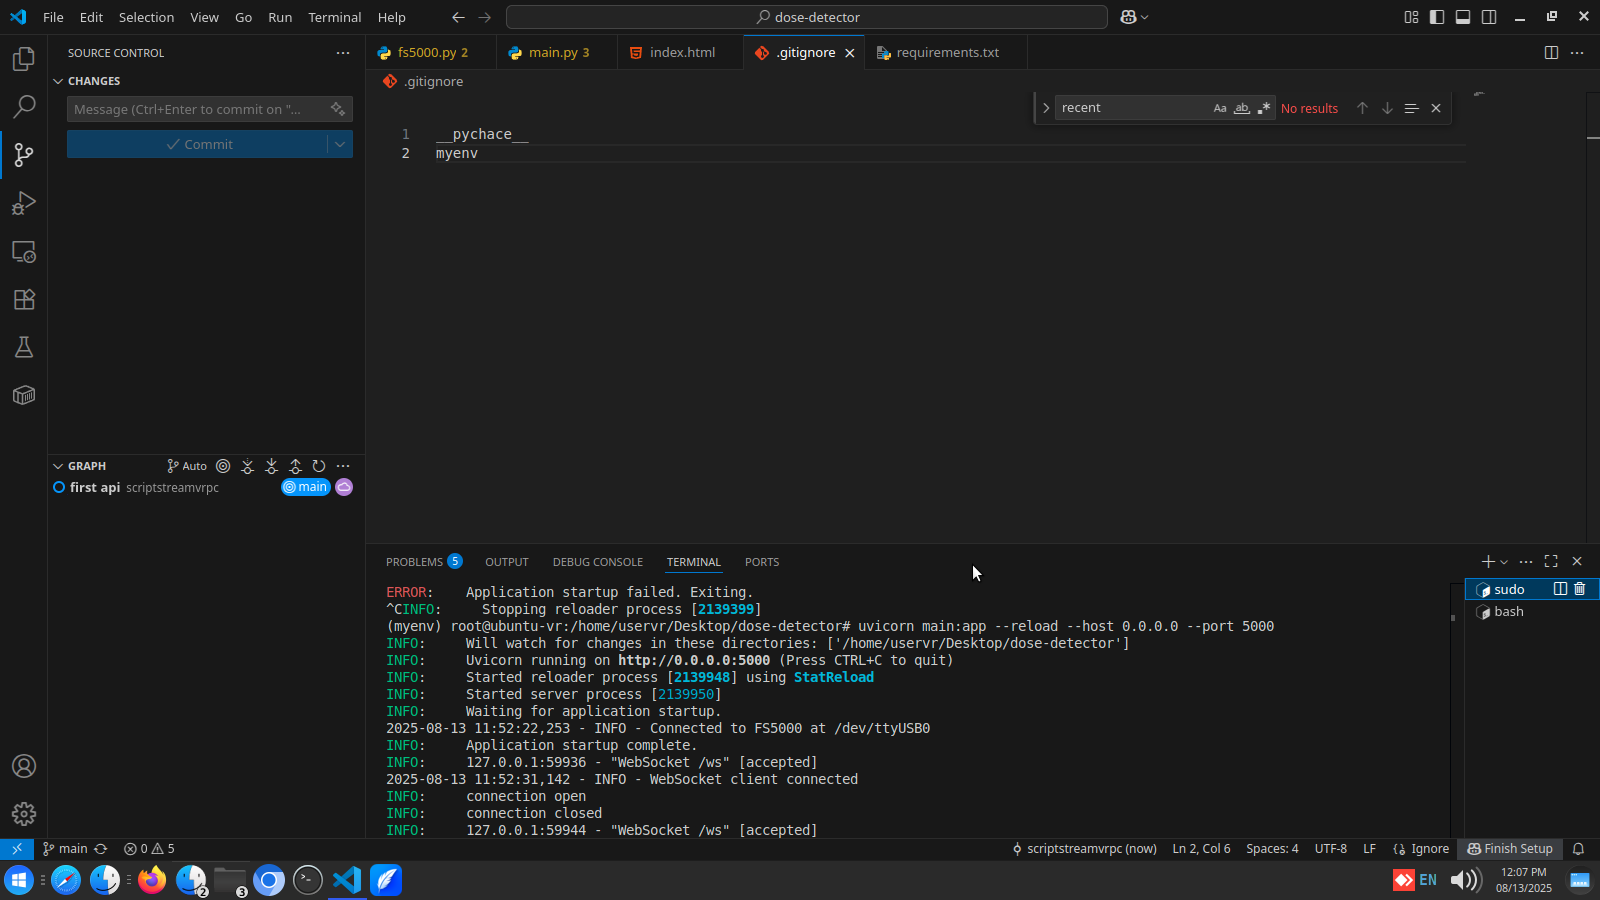 File Edit Selection View Go Run Terminal Help dose-detector
SOURCE CONTROL
fs5000.py 2 main.py 3 index.html .gitignore requirements.txt
CHANGES
.gitignore
Message (Ctrl+Enter to commit on "...
recent Aa ab .* No results
Commit
1 __pychace__
2 myenv
GRAPH Auto
first api scriptstreamvrpc main
PROBLEMS 5 OUTPUT DEBUG CONSOLE TERMINAL PORTS
ERROR: Application startup failed. Exiting.
^CINFO: Stopping reloader process [2139399]
(myenv) root@ubuntu-vr:/home/uservr/Desktop/dose-detector# uvicorn main:app --reload --host 0.0.0.0 --port 5000
INFO: Will watch for changes in these directories: ['/home/uservr/Desktop/dose-detector']
INFO: Uvicorn running on http://0.0.0.0:5000 (Press CTRL+C to quit)
INFO: Started reloader process [2139948] using StatReload
INFO: Started server process [2139950]
INFO: Waiting for application startup.
2025-08-13 11:52:22,253 - INFO - Connected to FS5000 at /dev/ttyUSB0
INFO: Application startup complete.
INFO: 127.0.0.1:59936 - "WebSocket /ws" [accepted]
2025-08-13 11:52:31,142 - INFO - WebSocket client connected
INFO: connection open
INFO: connection closed
INFO: 127.0.0.1:59944 - "WebSocket /ws" [accepted]
sudo
bash
main 0 5 scriptstreamvrpc (now) Ln 2, Col 6 Spaces: 4 UTF-8 LF Ignore Finish Setup
2 3 EN 12:07 PM
08/13/2025